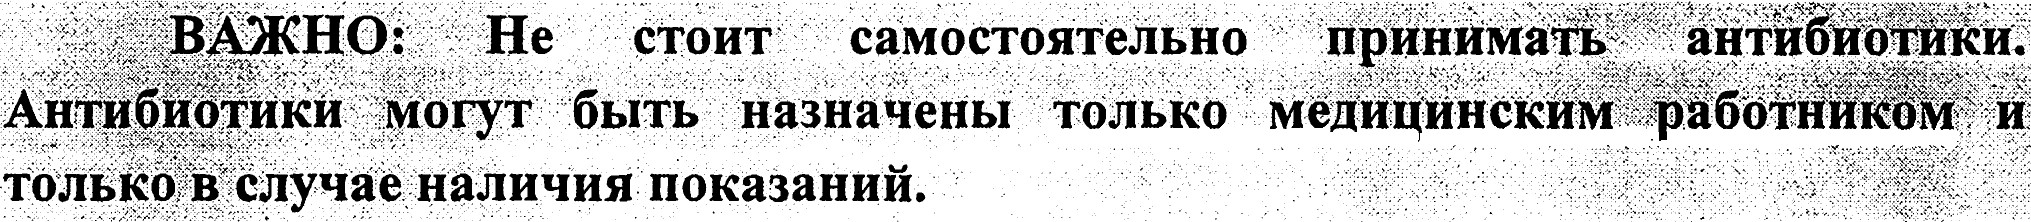 ВАЖНО: Не стоит самостоятельно принимать антибиотики.
Антибиотики могут быть назначены только медицинским работником и
только в случае наличия показаний.